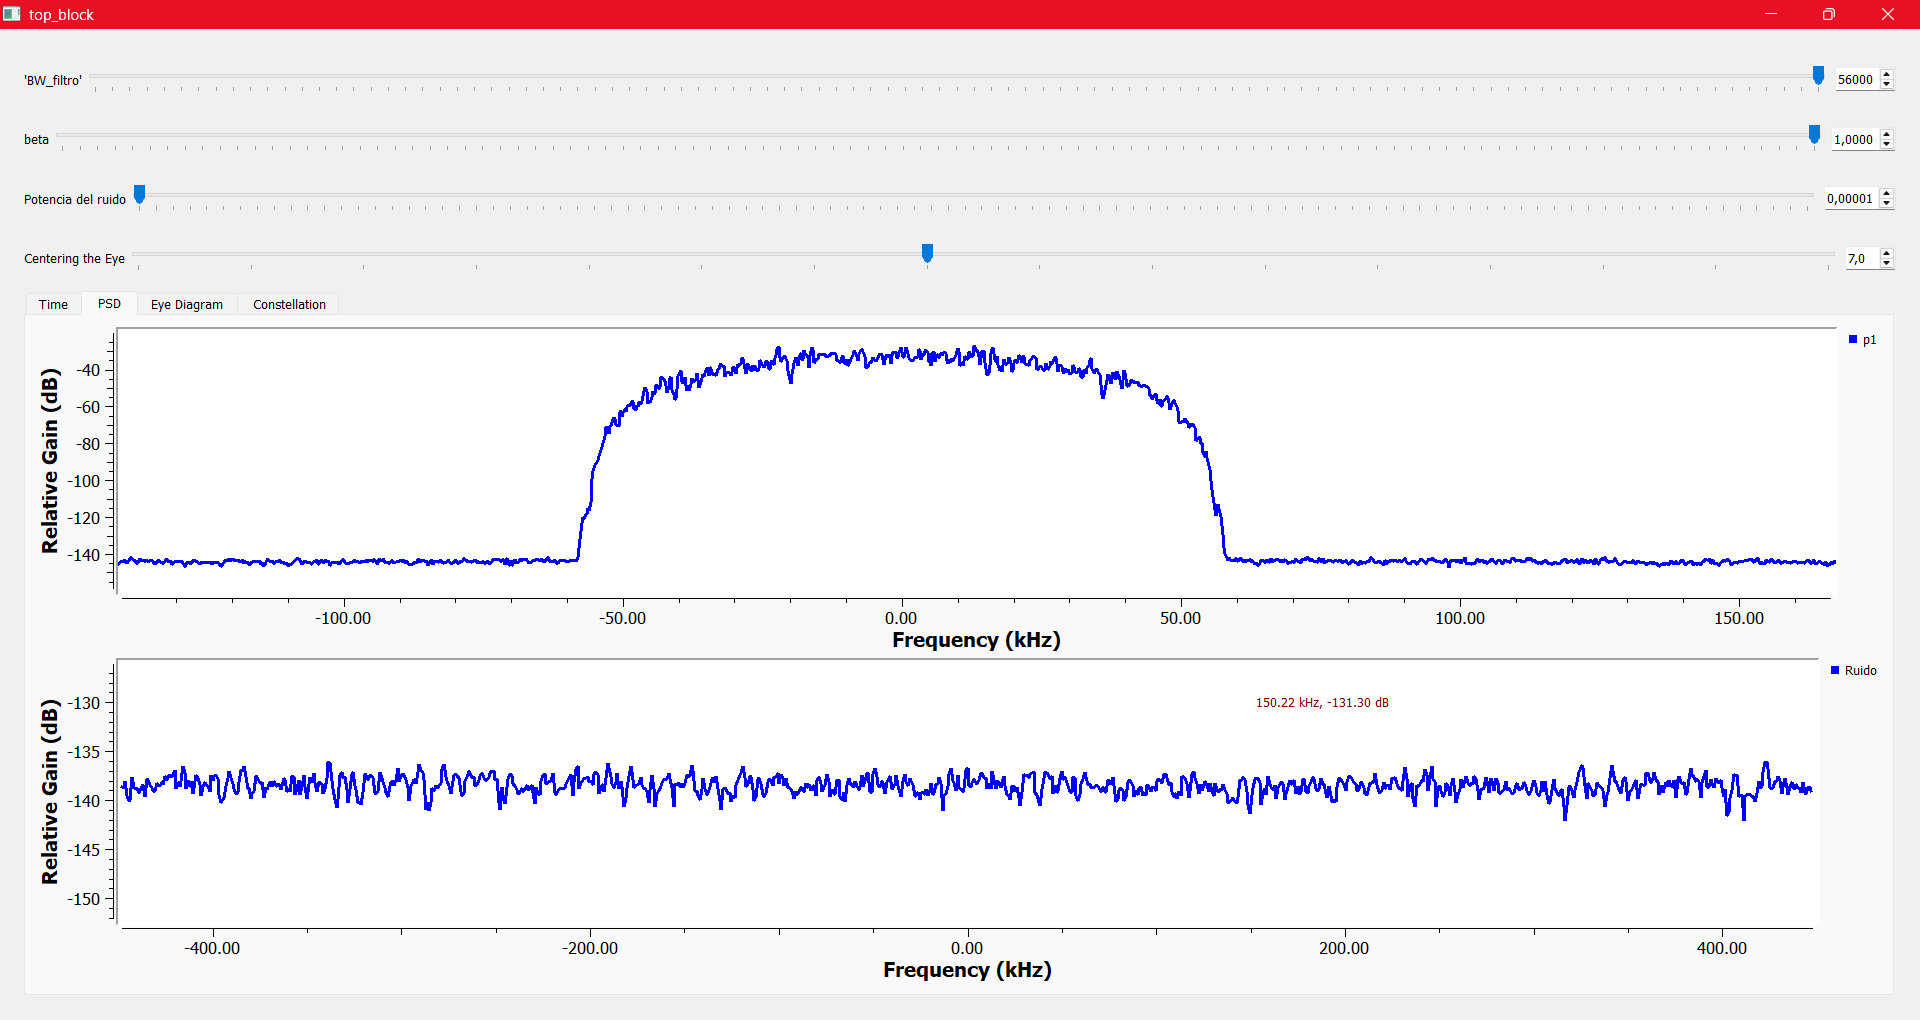 top_block
'BW_filtro' 56000
beta 1,0000
Potencia del ruido 0,00001
Centering the Eye 7,0
Time PSD Eye Diagram Constellation
p1
Relative Gain (dB)
-40
-60
-80
-100
-120
-140
-100.00 -50.00 0.00 50.00 100.00 150.00
Frequency (kHz)
Ruido
150.22 kHz, -131.30 dB
Relative Gain (dB)
-130
-135
-140
-145
-150
-400.00 -200.00 0.00 200.00 400.00
Frequency (kHz)